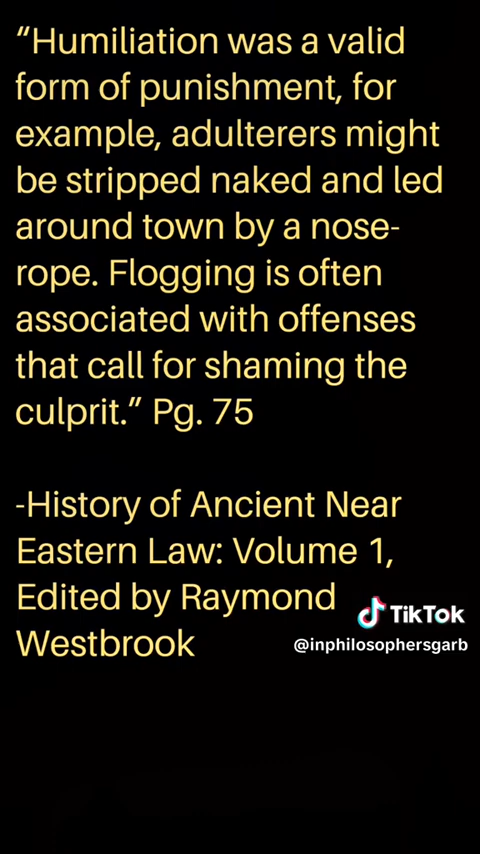 “Humiliation was a valid
form of punishment, for
example, adulterers might
be stripped naked and led
around town by a nose-
rope. Flogging is often
associated with offenses
that call for shaming the
culprit.” Pg. 75
-History of Ancient Near
Eastern Law: Volume 1,
Edited by Raymond
Westbrook
TikTok
@inphilosophersgarb